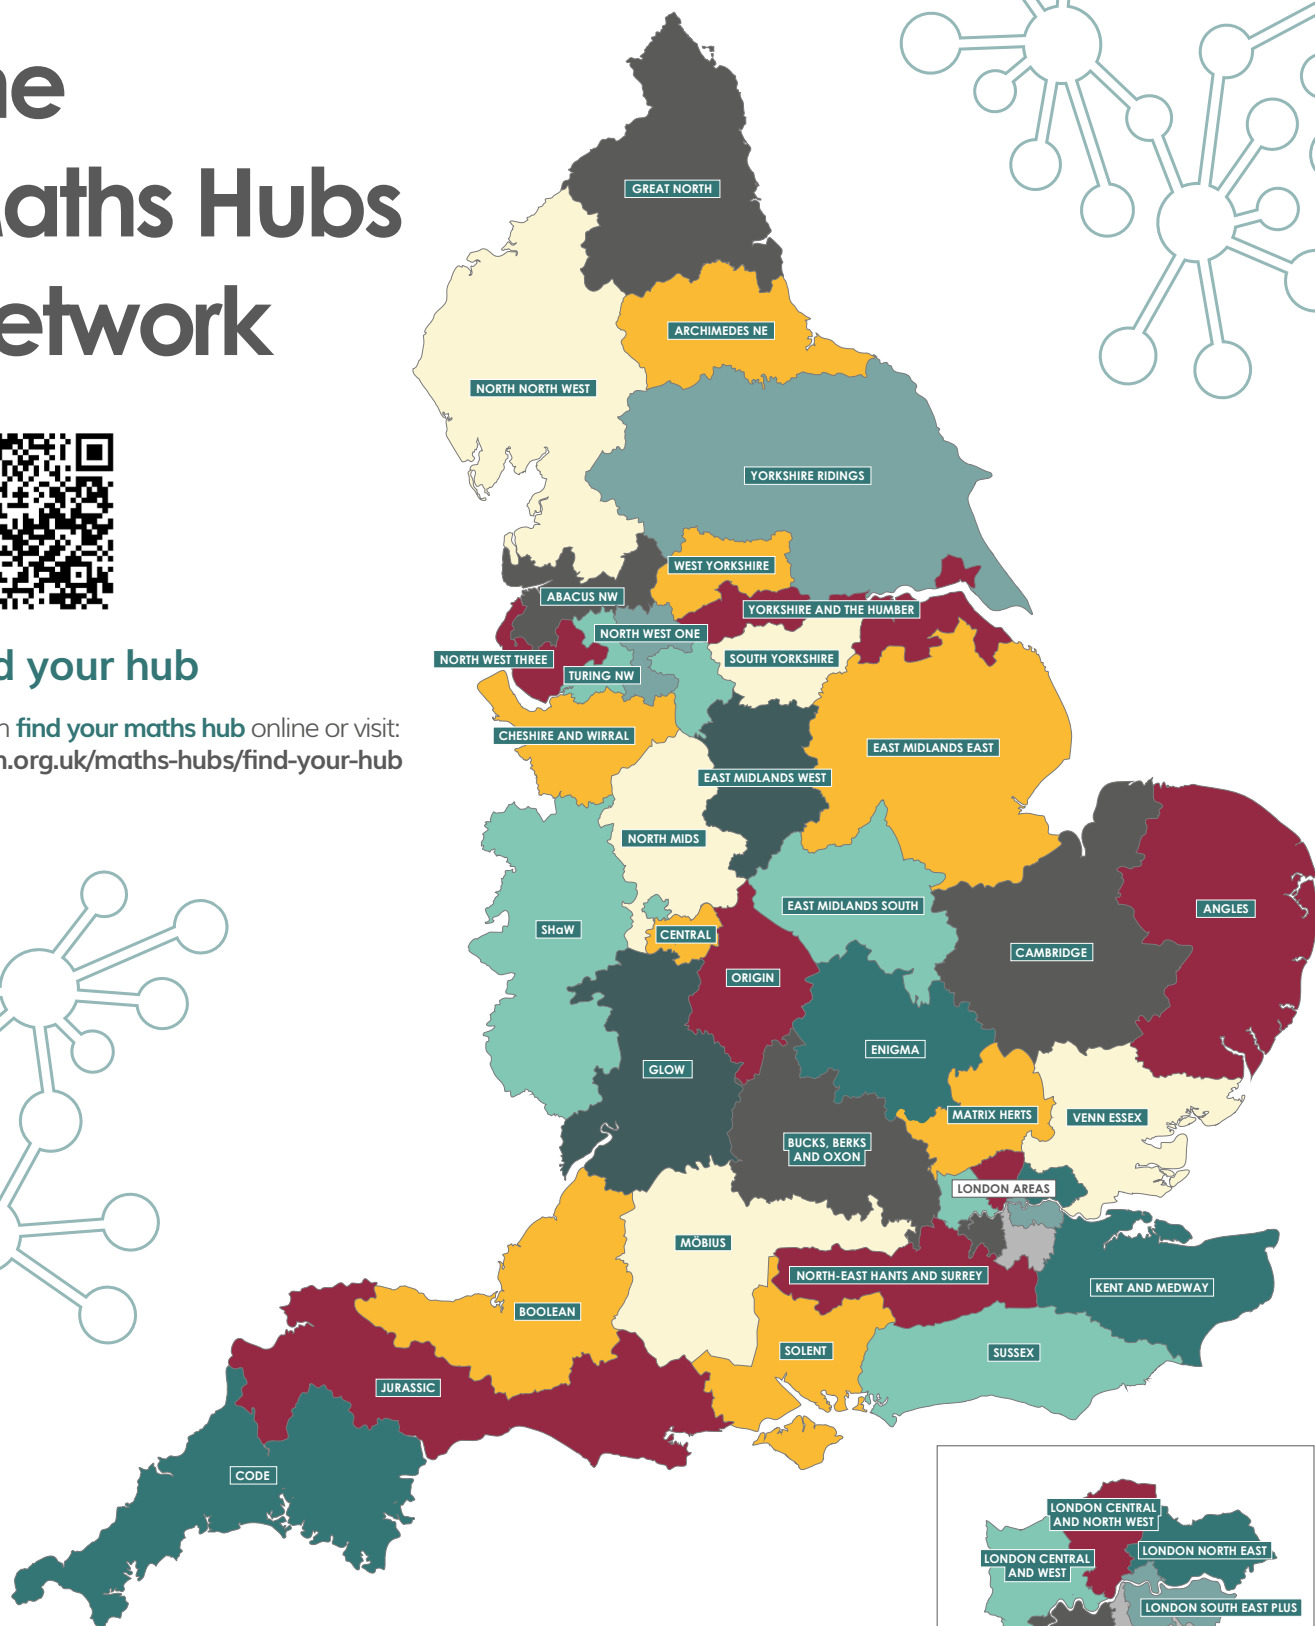 ne
Maths Hubs
etwork
d your hub
n find your maths hub online or visit:
n.org.uk/maths-hubs/find-your-hub
GREAT NORTH
ARCHIMEDES NE
NORTH NORTH WEST
YORKSHIRE RIDINGS
WEST YORKSHIRE
ABACUS NW
YORKSHIRE AND THE HUMBER
NORTH WEST ONE
NORTH WEST THREE
SOUTH YORKSHIRE
TURING NW
CHESHIRE AND WIRRAL
EAST MIDLANDS EAST
EAST MIDLANDS WEST
NORTH MIDS
EAST MIDLANDS SOUTH
ANGLES
SHaW
CENTRAL
CAMBRIDGE
ORIGIN
ENIGMA
GLOW
MATRIX HERTS
VENN ESSEX
BUCKS, BERKS
AND OXON
LONDON AREAS
MÖBIUS
NORTH-EAST HANTS AND SURREY
KENT AND MEDWAY
BOOLEAN
SOLENT
SUSSEX
JURASSIC
CODE
LONDON CENTRAL
AND NORTH WEST
LONDON NORTH EAST
LONDON CENTRAL
AND WEST
LONDON SOUTH EAST PLUS